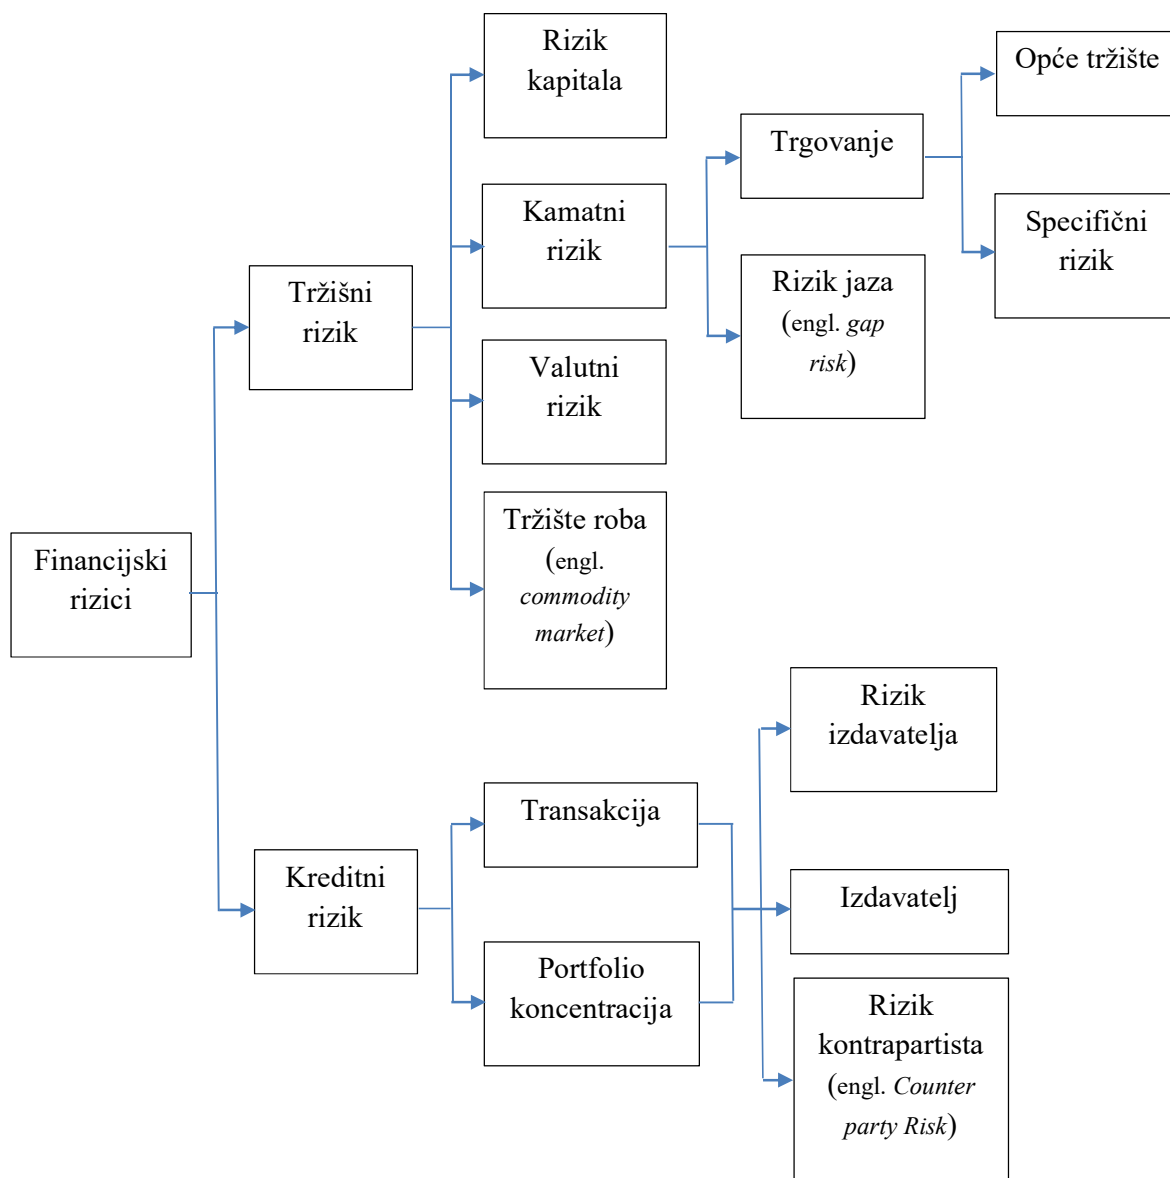 Rizik
kapitala
Opće tržište
Trgovanje
Kamatni
rizik
Specifični
rizik
Tržišni
rizik
Rizik jaza
(engl. gap
risk)
Valutni
rizik
Tržište roba
(engl.
commodity
market)
Financijski
rizici
Rizik
izdavatelja
Transakcija
Kreditni
rizik
Izdavatelj
Portfolio
koncentracija
Rizik
kontrapartista
(engl. Counter
party Risk)